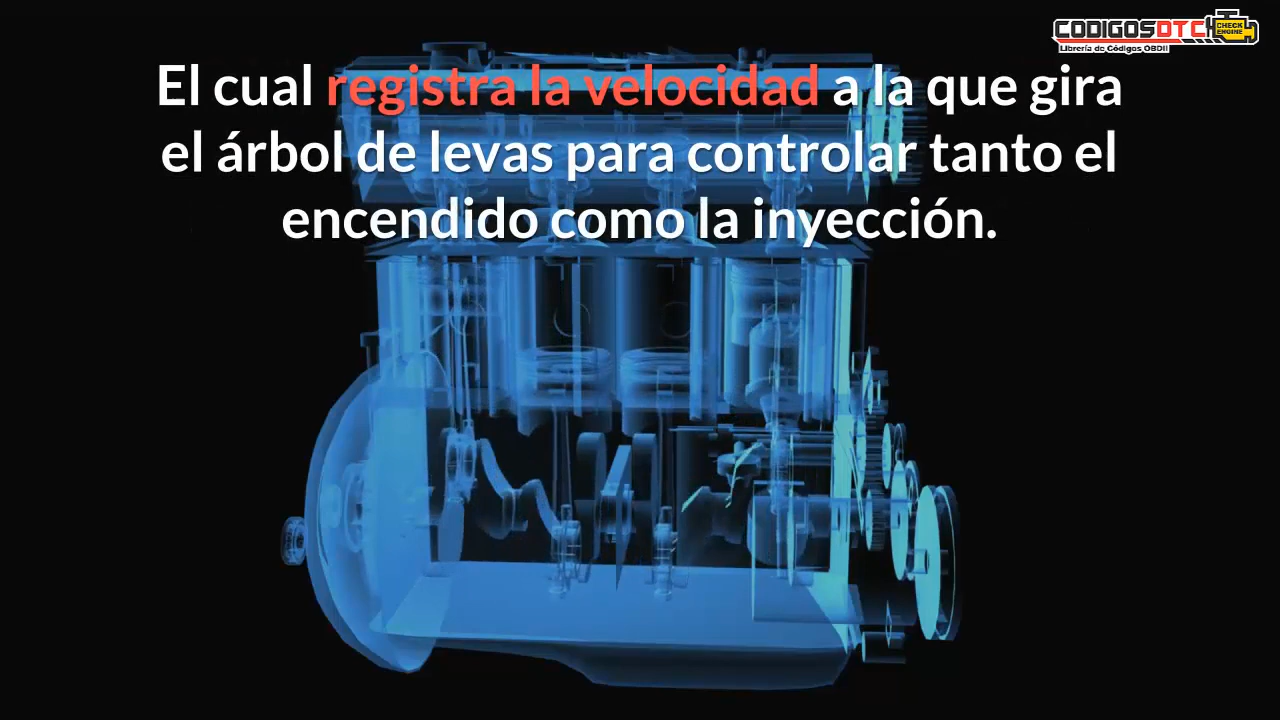 CODIGOSDTC
CHECK
ENGINE
Librería de Códigos OBDII
El cual registra la velocidad a la que gira
el árbol de levas para controlar tanto el
encendido como la inyección.